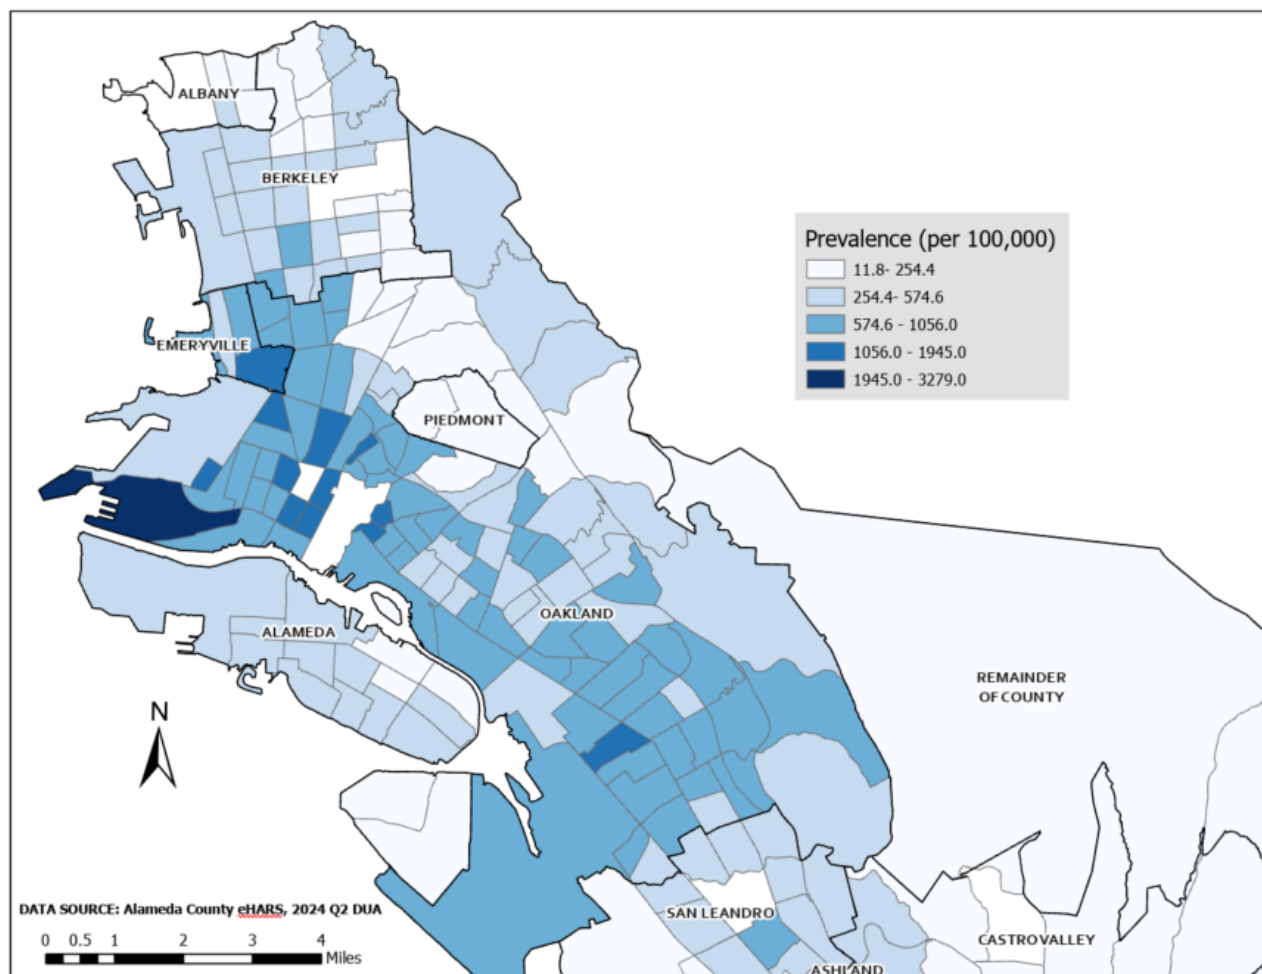 ALBANY
BERKELEY
Prevalence (per 100,000)
11.8- 254.4
254.4- 574.6
574.6 - 1056.0
1056.0 - 1945.0
1945.0 - 3279.0
EMERYVILLE
PIEDMONT
OAKLAND
ALAMEDA
REMAINDER
OF COUNTY
N
DATA SOURCE: Alameda County eHARS, 2024 Q2 DUA
SAN LEANDRO
CASTRO VALLEY
0 0.5 1 2 3 4
Miles
ASHLAND